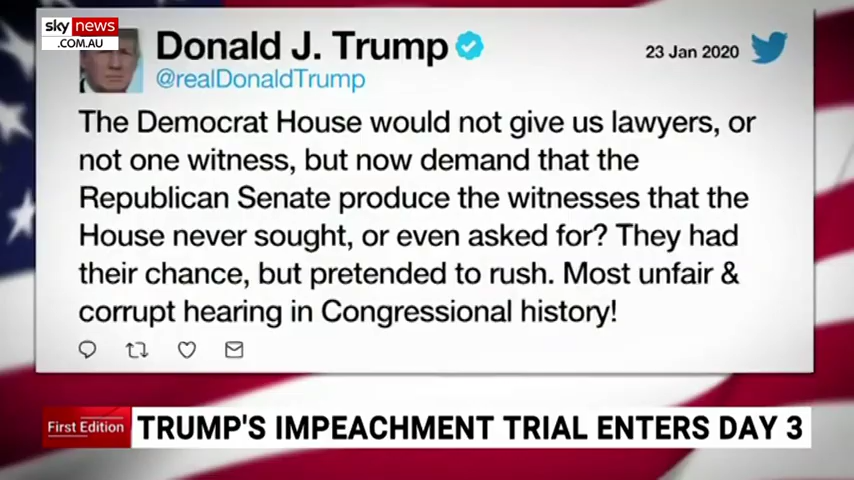 sky news
.COM.AU
Donald J. Trump
@realDonaldTrump
23 Jan 2020
The Democrat House would not give us lawyers, or
not one witness, but now demand that the
Republican Senate produce the witnesses that the
House never sought, or even asked for? They had
their chance, but pretended to rush. Most unfair &
corrupt hearing in Congressional history!
First Edition
TRUMP'S IMPEACHMENT TRIAL ENTERS DAY 3